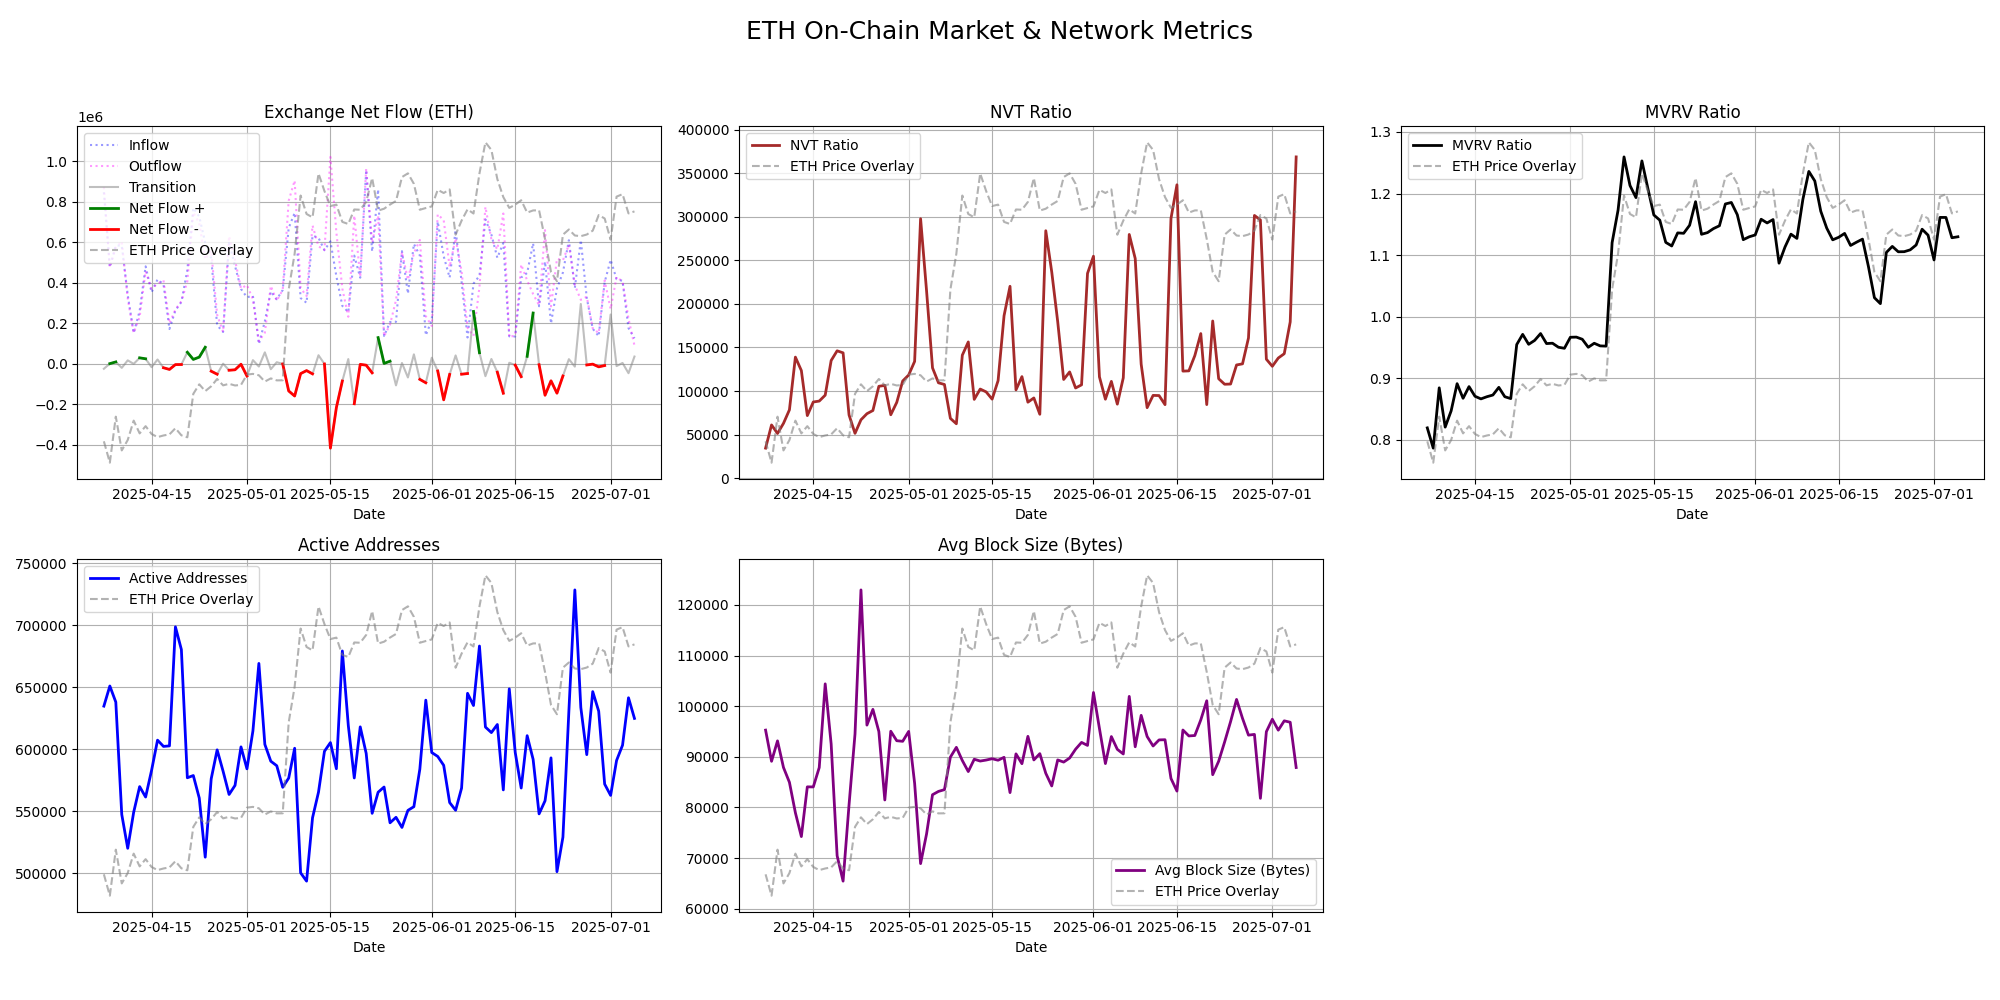 ETH On-Chain Market & Network Metrics
Exchange Net Flow (ETH)
1e6
Inflow
Outflow
Transition
Net Flow +
Net Flow -
ETH Price Overlay
1.0
0.8
0.6
0.4
0.2
0.0
−0.2
−0.4
2025-04-15
2025-05-01
2025-05-15
2025-06-01
2025-06-15
2025-07-01
Date
NVT Ratio
NVT Ratio
ETH Price Overlay
400000
350000
300000
250000
200000
150000
100000
50000
0
2025-04-15
2025-05-01
2025-05-15
2025-06-01
2025-06-15
2025-07-01
Date
MVRV Ratio
MVRV Ratio
ETH Price Overlay
1.3
1.2
1.1
1.0
0.9
0.8
2025-04-15
2025-05-01
2025-05-15
2025-06-01
2025-06-15
2025-07-01
Date
Active Addresses
Active Addresses
ETH Price Overlay
750000
700000
650000
600000
550000
500000
2025-04-15
2025-05-01
2025-05-15
2025-06-01
2025-06-15
2025-07-01
Date
Avg Block Size (Bytes)
120000
110000
100000
90000
80000
70000
60000
Avg Block Size (Bytes)
ETH Price Overlay
2025-04-15
2025-05-01
2025-05-15
2025-06-01
2025-06-15
2025-07-01
Date